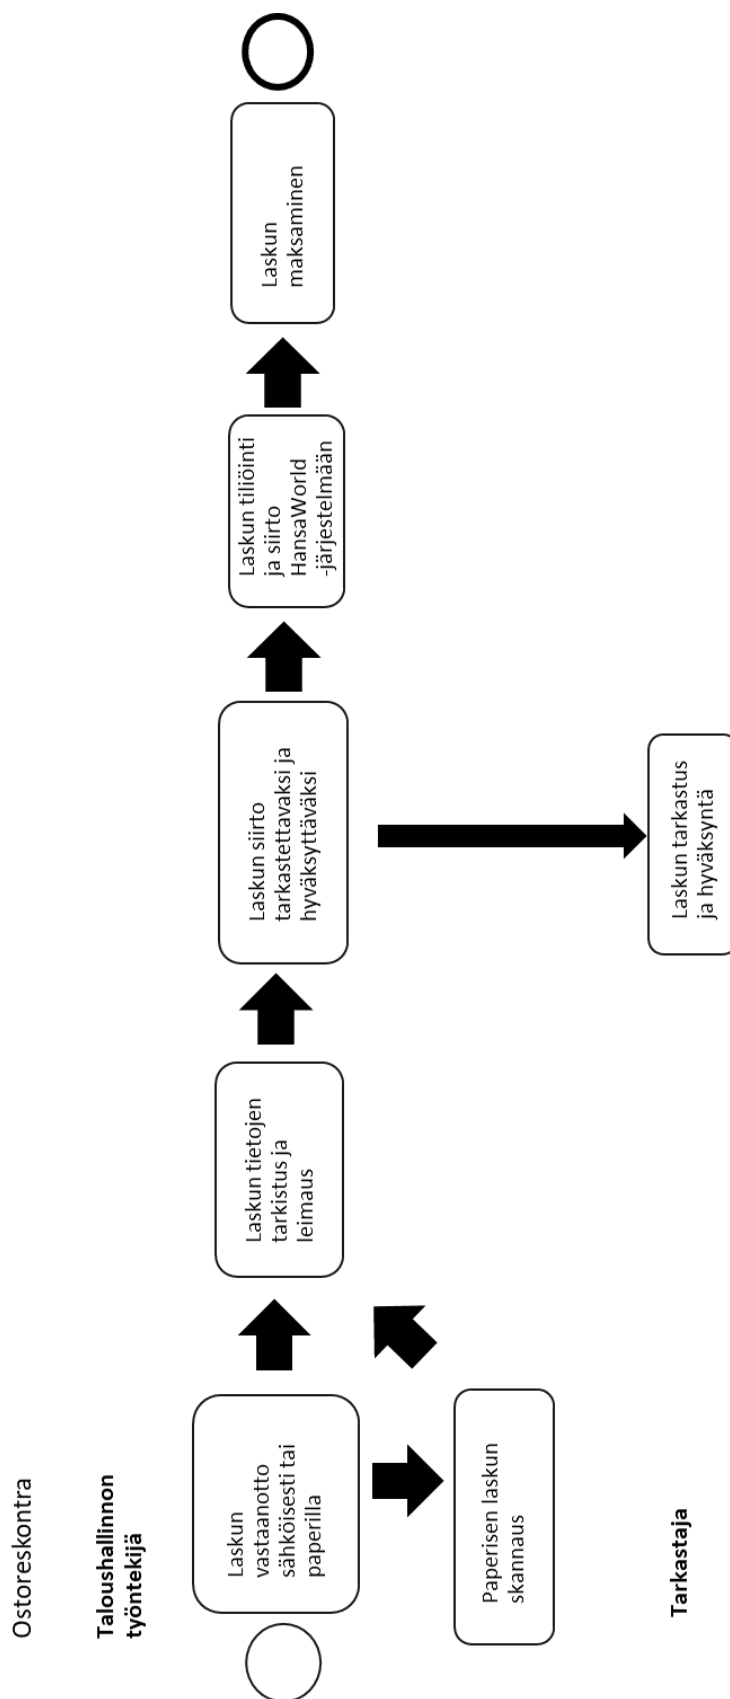 Ostoreskontra
Taloushallinnon
työntekijä
Laskun
vastaanotto
sähköisesti tai
paperilla
Paperisen laskun
skannaus
Laskun tietojen
tarkistus ja
leimaus
Laskun siirto
tarkastettavaksi ja
hyväksyttäväksi
Laskun tiliöinti
ja siirto
HansaWorld
-järjestelmään
Laskun
maksaminen
Tarkastaja
Laskun tarkastus
ja hyväksyntä